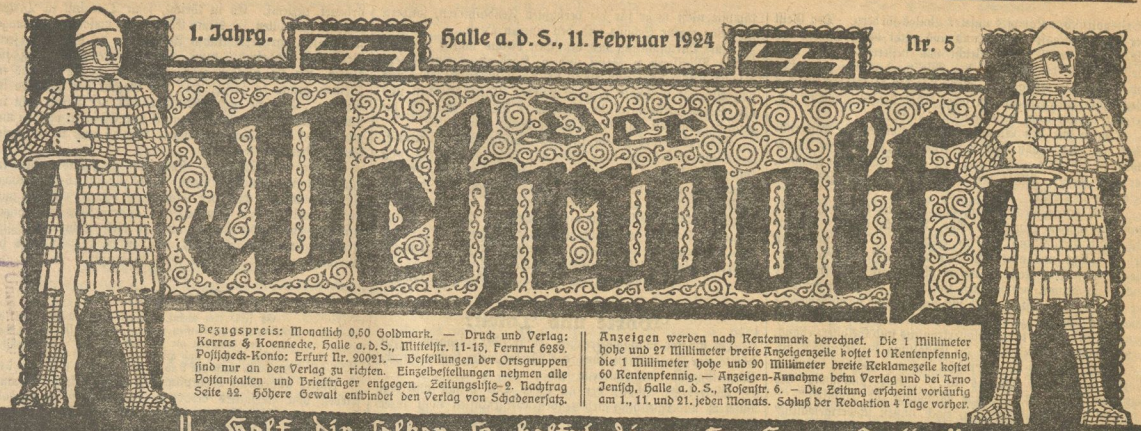 1. Jahrg.
Halle a. d. S., 11. Februar 1924
Nr. 5
Der
Wehrwolf
Bezugspreis: Monatlich 0,50 Goldmark. — Druck und Verlag:
Karras & Koennecke, Halle a. d. S., Mittelstr. 11-13, Fernruf 6289.
Postscheck-Konto: Erfurt Nr. 20021. — Bestellungen der Ortsgruppen
sind nur an den Verlag zu richten. Einzelbestellungen nehmen alle
Postanstalten und Briefträger entgegen. Zeitungsliste 2. Nachtrag
Seite 42. Höhere Gewalt entbindet den Verlag von Schadenersatz.
Anzeigen werden nach Rentenmark berechnet. Die 1 Millimeter
hohe und 27 Millimeter breite Anzeigenzeile kostet 10 Rentenpfennig,
die 1 Millimeter hohe und 90 Millimeter breite Reklamezeile kostet
60 Rentenpfennig. — Anzeigen-Annahme beim Verlag und bei Arno
Jentsch, Halle a. d. S., Rosenstr. 6. — Die Zeitung erscheint vorläufig
am 1., 11. und 21. jeden Monats. Schluß der Redaktion 4 Tage vorher.